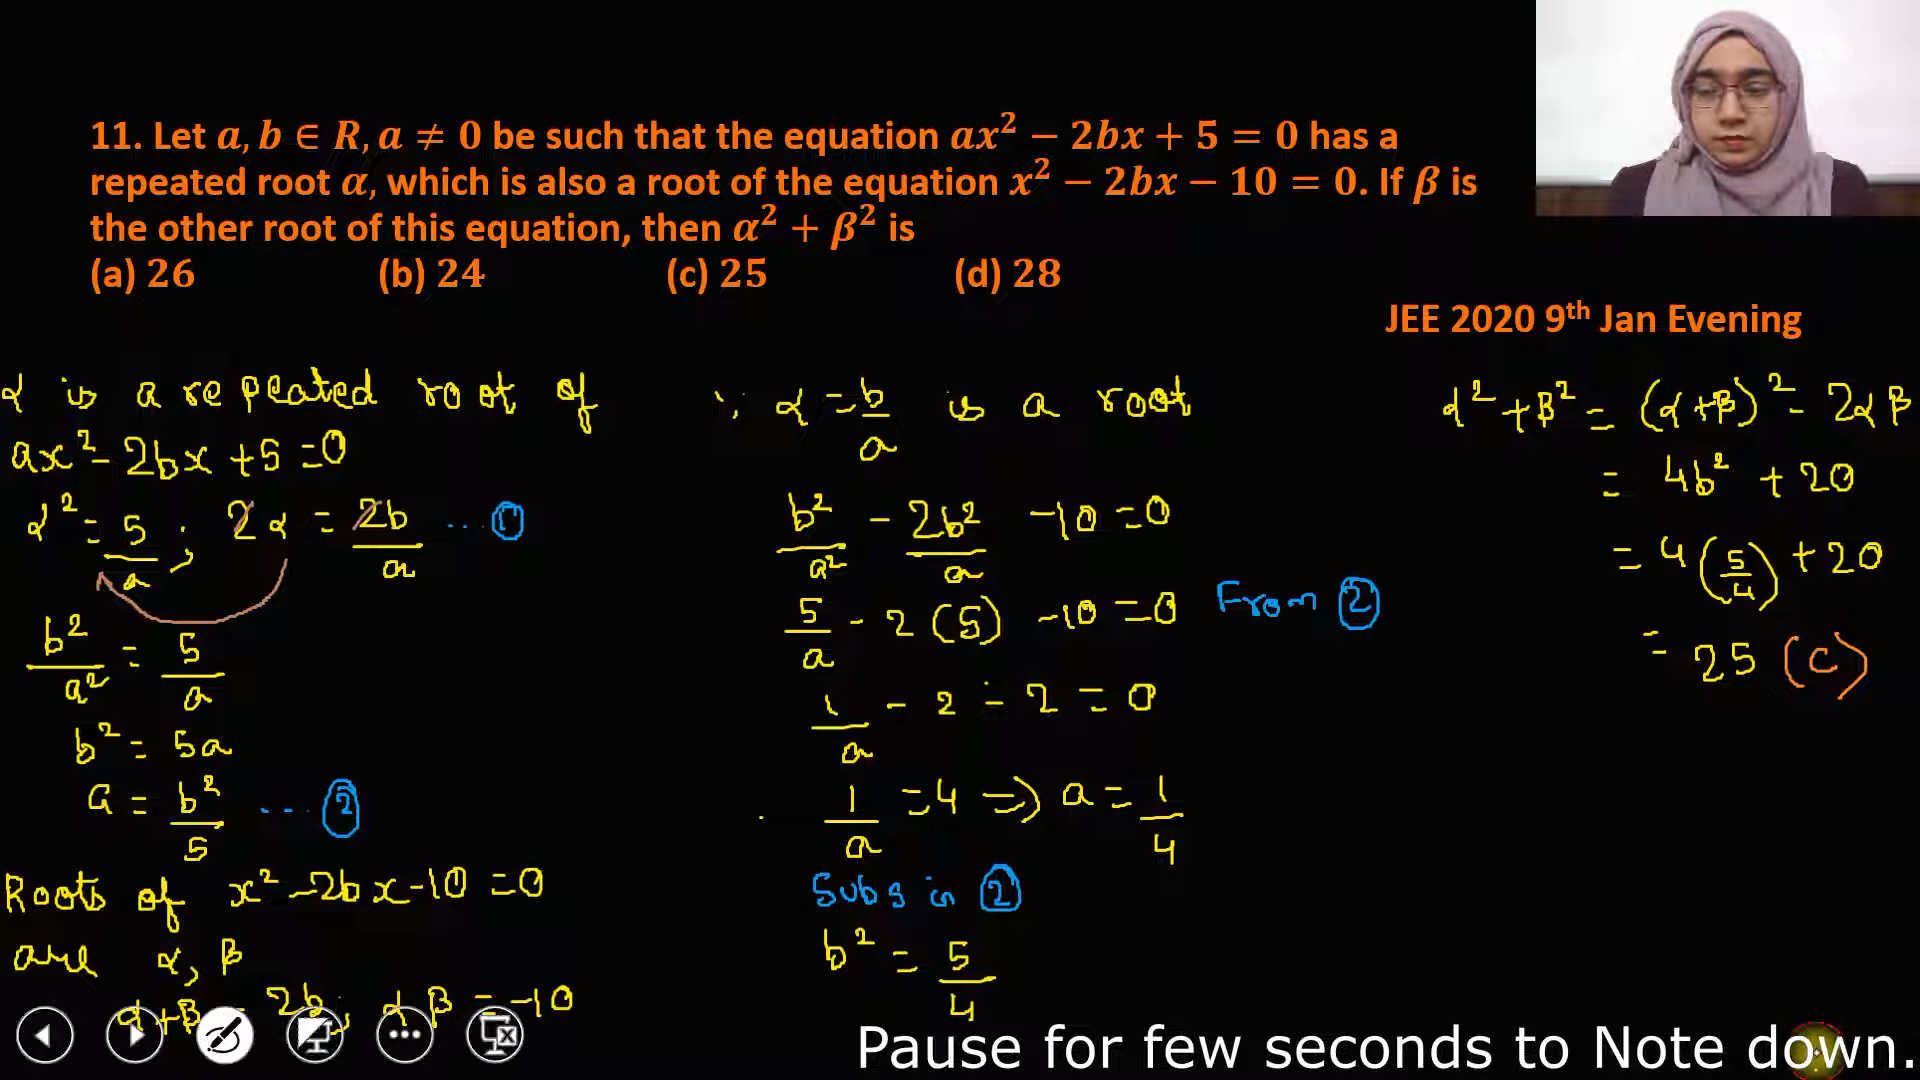 11. Let a, b ∈ R, a ≠ 0 be such that the equation ax² − 2bx + 5 = 0 has a
repeated root α, which is also a root of the equation x² − 2bx − 10 = 0. If β is
the other root of this equation, then α² + β² is
(a) 26 (b) 24 (c) 25 (d) 28
JEE 2020 9th Jan Evening
α is a repeated root of
ax² − 2bx + 5 = 0
α² = 5/a ; 2α = 2b/a ... ①
b²/a² = 5/a
b² = 5a
a = b²/5 ... ②
Roots of x² − 2bx − 10 = 0
are α, β
α + β = 2b, αβ = −10
∵ α = b/a is a root
b²/a² − 2b²/a − 10 = 0
5/a − 2(5) − 10 = 0 From ②
1/a − 2 − 2 = 0
1/a = 4 ⇒ a = 1/4
Subs in ②
b² = 5/4
α² + β² = (α + β)² − 2αβ
= 4b² + 20
= 4(5/4) + 20
= 25 (c)
Pause for few seconds to Note down.